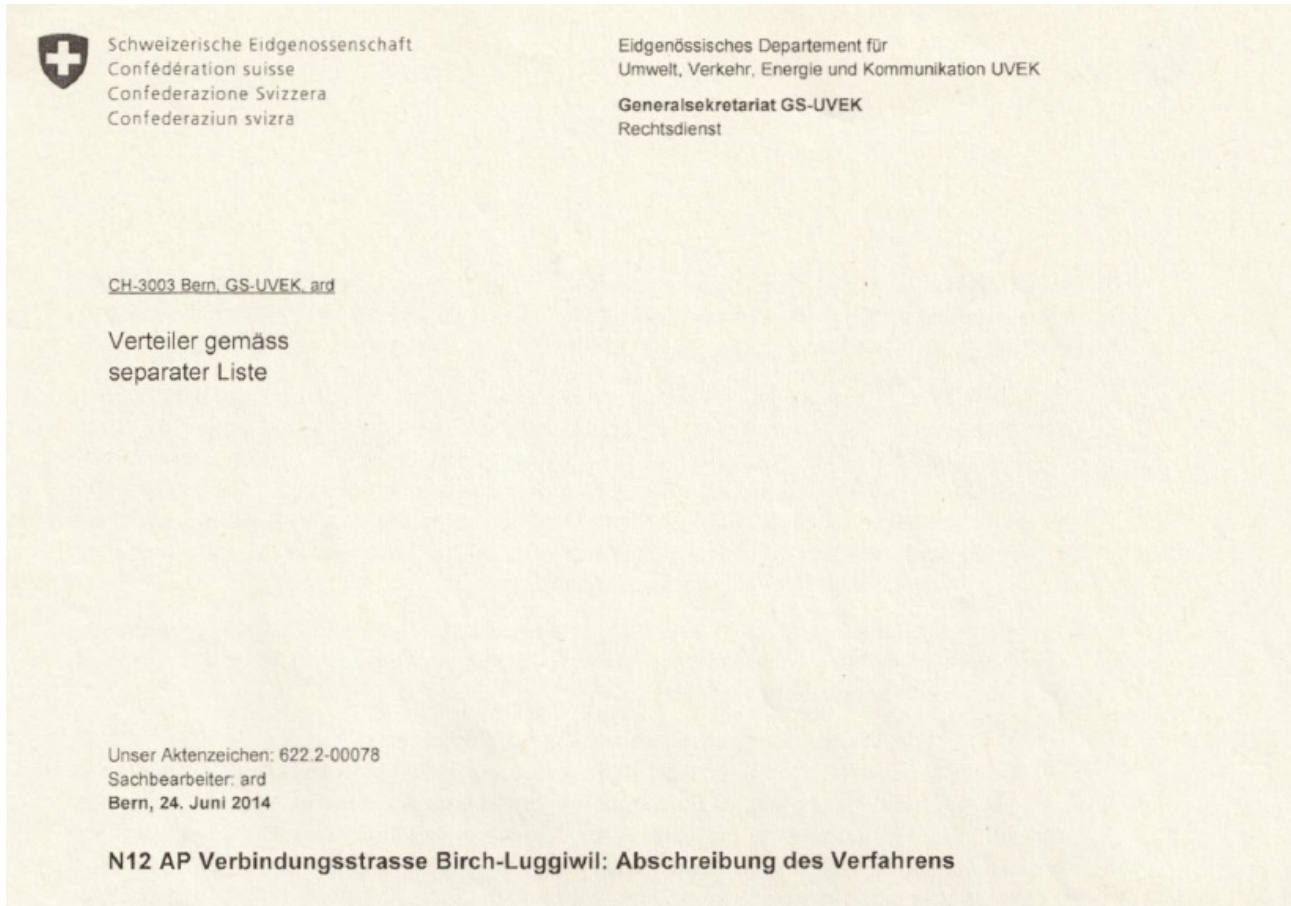 Schweizerische Eidgenossenschaft
Confédération suisse
Confederazione Svizzera
Confederaziun svizra
Eidgenössisches Departement für
Umwelt, Verkehr, Energie und Kommunikation UVEK
Generalsekretariat GS-UVEK
Rechtsdienst
CH-3003 Bern, GS-UVEK, ard
Verteiler gemäss
separater Liste
Unser Aktenzeichen: 622.2-00078
Sachbearbeiter: ard
Bern, 24. Juni 2014
N12 AP Verbindungsstrasse Birch-Luggiwil: Abschreibung des Verfahrens